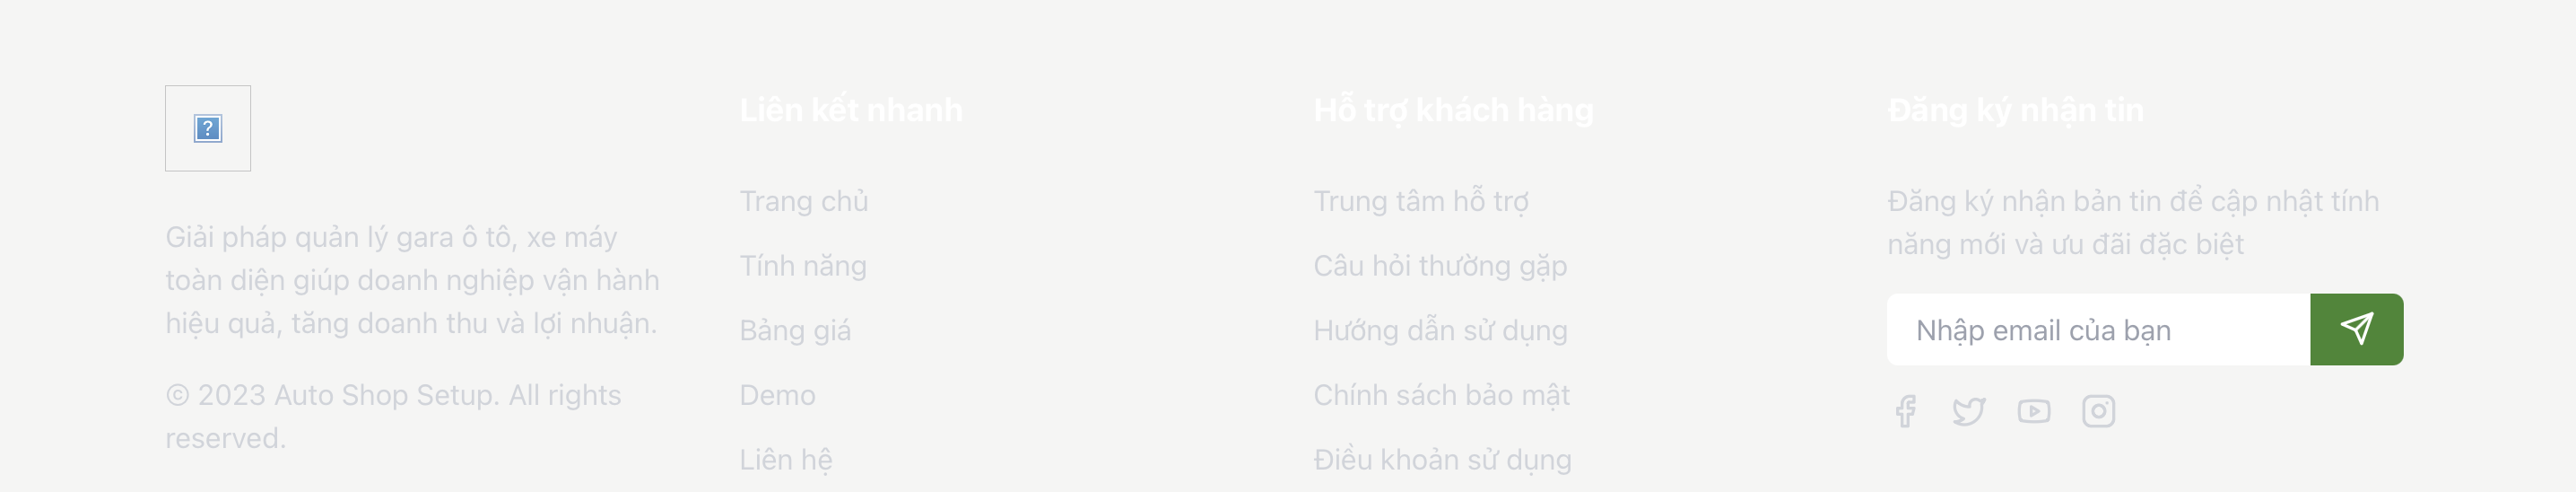 Giải pháp quản lý gara ô tô, xe máy
toàn diện giúp doanh nghiệp vận hành
hiệu quả, tăng doanh thu và lợi nhuận.
© 2023 Auto Shop Setup. All rights
reserved.
Liên kết nhanh
Trang chủ
Tính năng
Bảng giá
Demo
Liên hệ
Hỗ trợ khách hàng
Trung tâm hỗ trợ
Câu hỏi thường gặp
Hướng dẫn sử dụng
Chính sách bảo mật
Điều khoản sử dụng
Đăng ký nhận tin
Đăng ký nhận bản tin để cập nhật tính
năng mới và ưu đãi đặc biệt
Nhập email của bạn